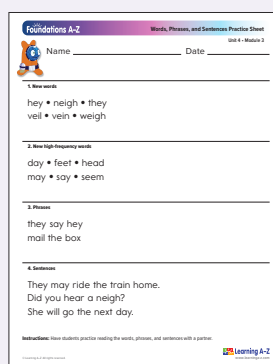 Foundations A-Z
Words, Phrases, and Sentences Practice Sheet
Unit 4 • Module 3
Name Date
1. New words
hey • neigh • they
veil • vein • weigh
2. New high-frequency words
day • feet • head
may • say • seem
3. Phrases
they say hey
mail the box
4. Sentences
They may ride the train home.
Did you hear a neigh?
She will go the next day.
Instructions: Have students practice reading the words, phrases, and sentences with a partner.
Learning A-Z